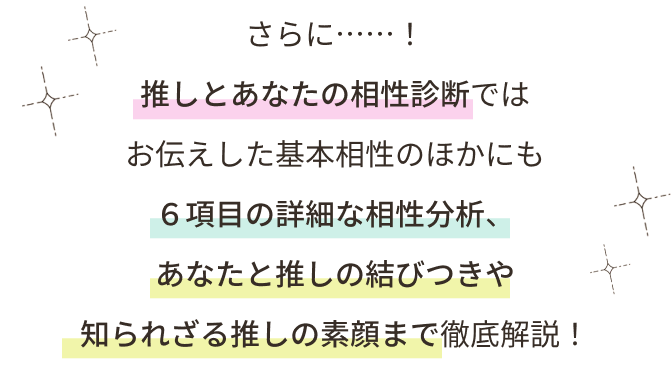 さらに……！
推しとあなたの相性診断では
お伝えした基本相性のほかにも
６項目の詳細な相性分析、
あなたと推しの結びつきや
知られざる推しの素顔まで徹底解説！